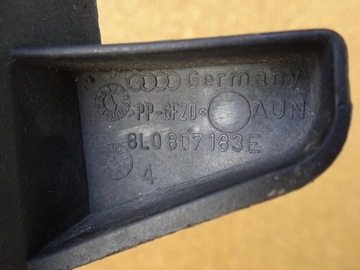 Germany
>PP-GF20< AUN
8L0 807 183E
4